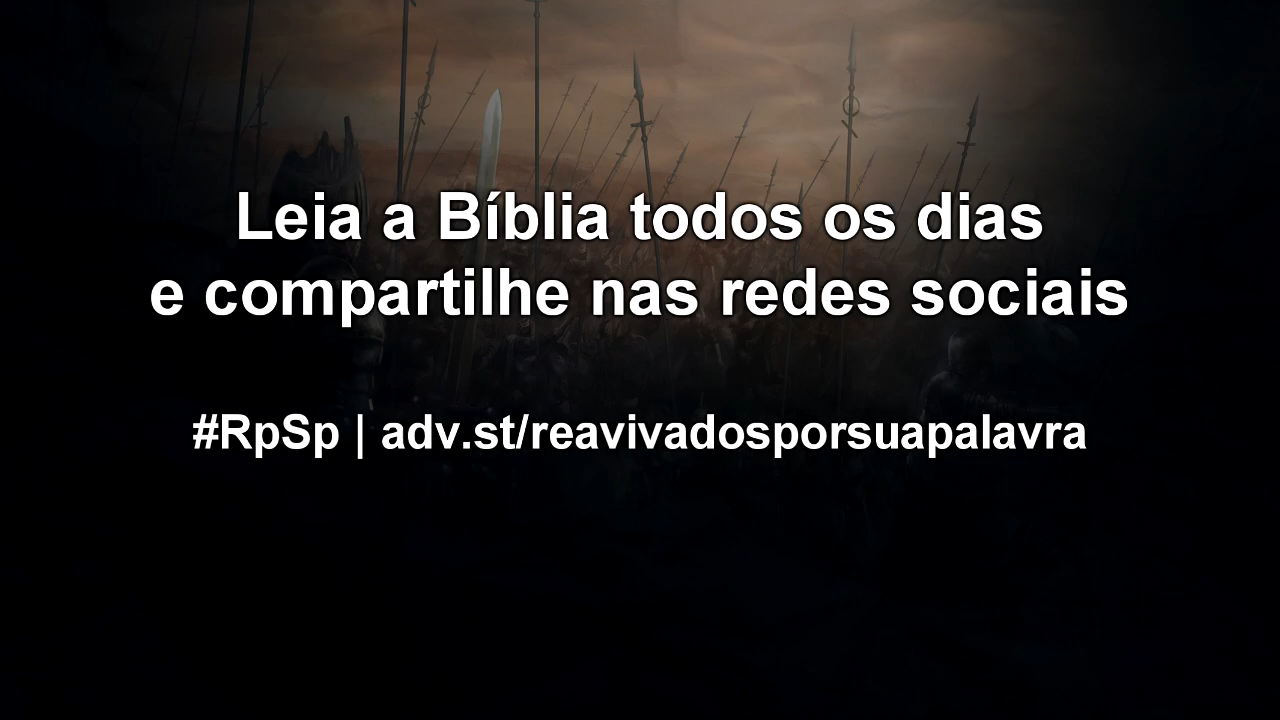 Leia a Bíblia todos os dias
e compartilhe nas redes sociais
#RpSp | adv.st/reavivadosporsuapalavra